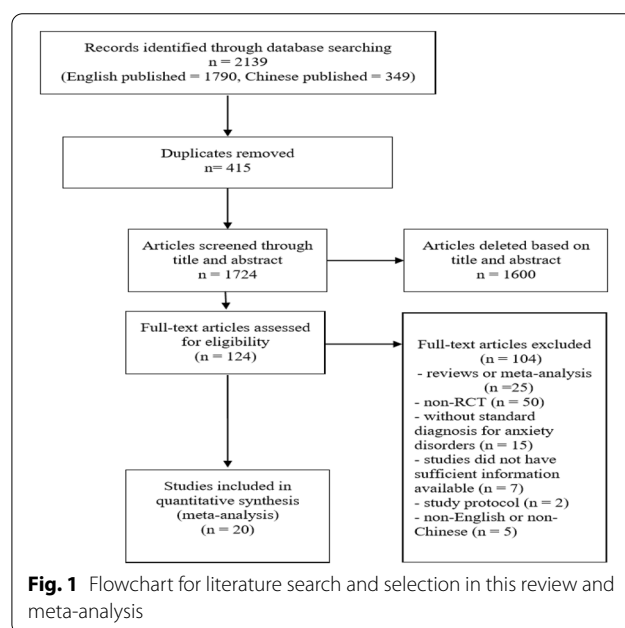 Records identified through database searching
n = 2139
(English published = 1790, Chinese published = 349)
Duplicates removed
n= 415
Articles screened through
title and abstract
n = 1724
Articles deleted based on
title and abstract
n = 1600
Full-text articles assessed
for eligibility
(n = 124)
Full-text articles excluded
(n = 104)
- reviews or meta-analysis
(n =25)
- non-RCT (n = 50)
- without standard
diagnosis for anxiety
disorders (n = 15)
- studies did not have
sufficient information
available (n = 7)
- study protocol (n = 2)
- non-English or non-
Chinese (n = 5)
Studies included in
quantitative synthesis
(meta-analysis)
(n = 20)
Fig. 1 Flowchart for literature search and selection in this review and
meta-analysis